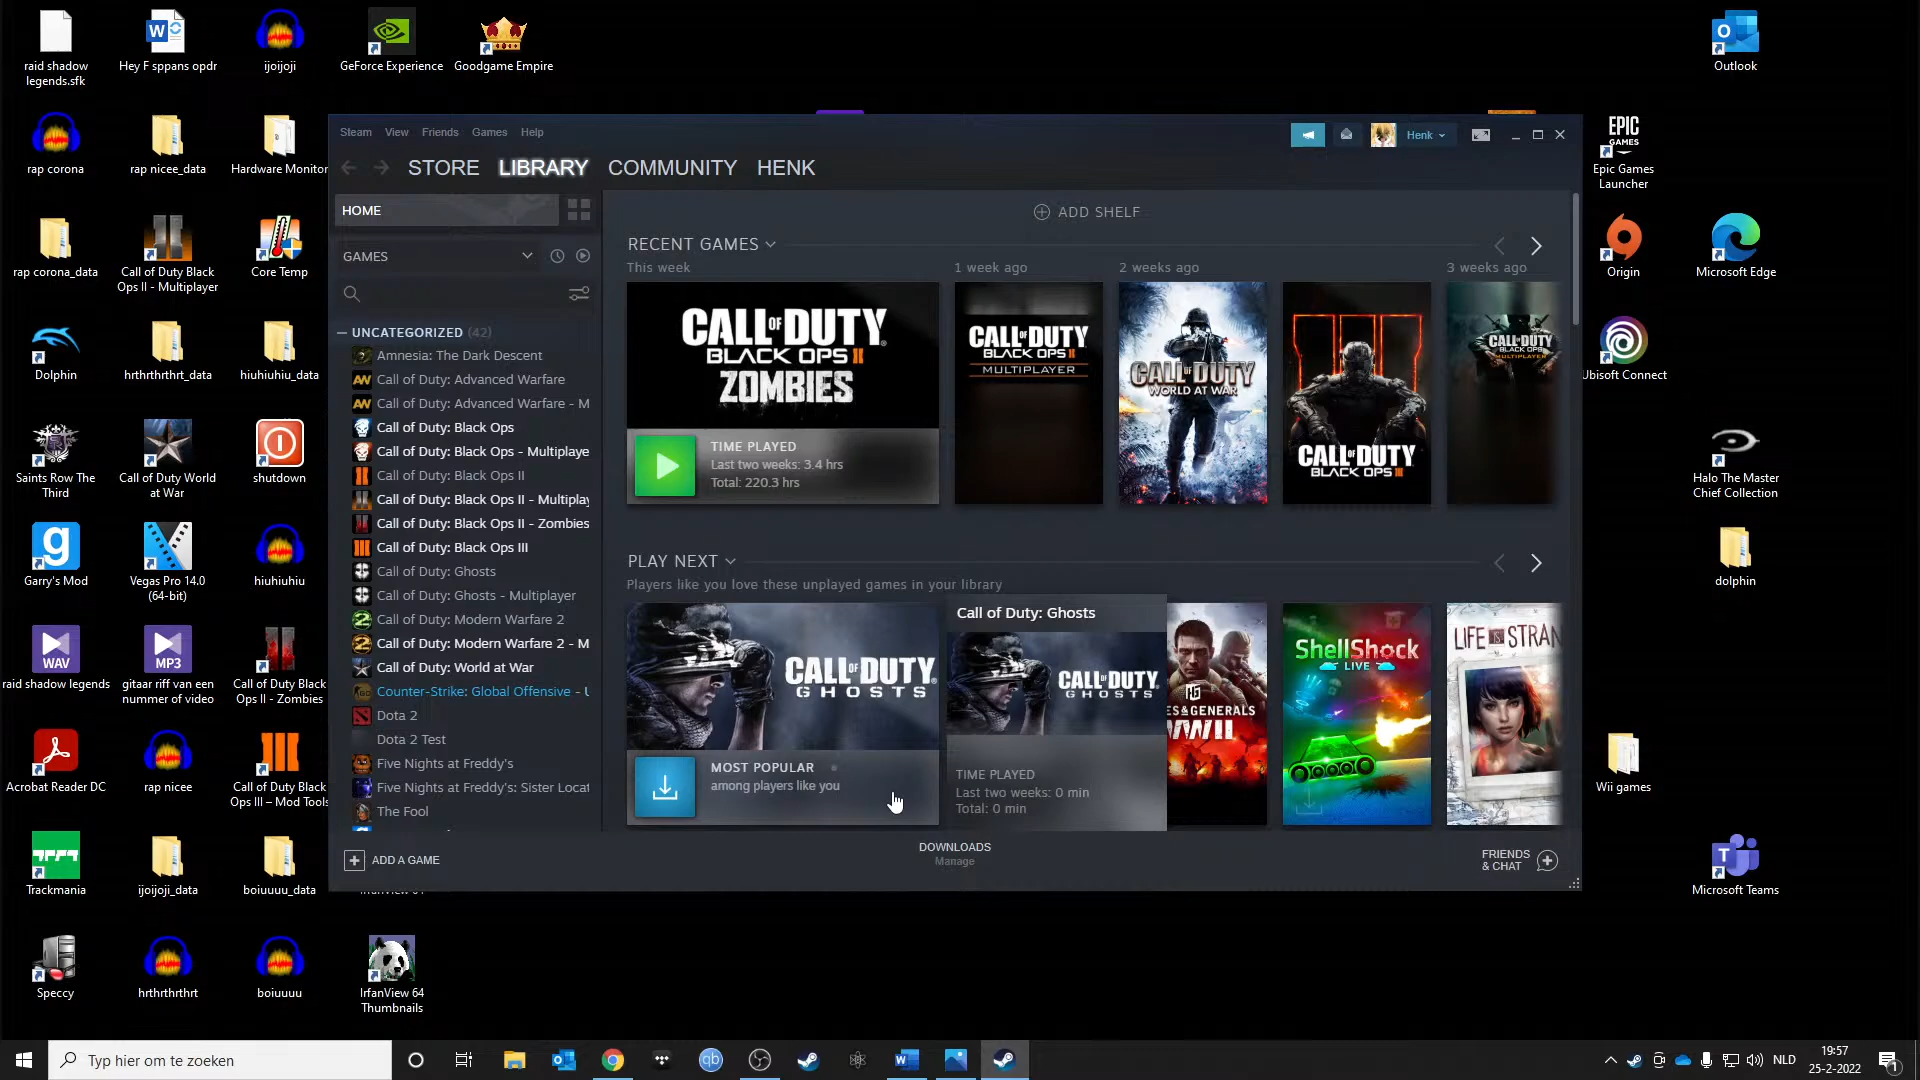 raid shadow
legends.sfk
Hey F sppans opdr
ijoijoji
GeForce Experience
Goodgame Empire
Outlook
rap corona
rap nicee_data
Hardware Monitor
EPIC
GAMES
Epic Games
Launcher
rap corona_data
Call of Duty Black
Ops II - Multiplayer
Core Temp
Origin
Microsoft Edge
Dolphin
hrthrthrthrt_data
hiuhiuhiu_data
Ubisoft Connect
Saints Row The
Third
Call of Duty World
at War
shutdown
Halo The Master
Chief Collection
Garry's Mod
Vegas Pro 14.0
(64-bit)
hiuhiuhiu
dolphin
WAV
MP3
raid shadow legends
gitaar riff van een
nummer of video
Call of Duty Black
Ops II - Zombies
Acrobat Reader DC
rap nicee
Call of Duty Black
Ops III – Mod Tools
Wii games
Trackmania
ijoijoji_data
boiuuuu_data
IrfanView 64
Microsoft Teams
Speccy
hrthrthrthrt
boiuuuu
IrfanView 64
Thumbnails
Steam View Friends Games Help
Henk
STORE LIBRARY COMMUNITY HENK
HOME
GAMES
UNCATEGORIZED (42)
Amnesia: The Dark Descent
Call of Duty: Advanced Warfare
Call of Duty: Advanced Warfare - M
Call of Duty: Black Ops
Call of Duty: Black Ops - Multiplaye
Call of Duty: Black Ops II
Call of Duty: Black Ops II - Multiplay
Call of Duty: Black Ops II - Zombies
Call of Duty: Black Ops III
Call of Duty: Ghosts
Call of Duty: Ghosts - Multiplayer
Call of Duty: Modern Warfare 2
Call of Duty: Modern Warfare 2 - M
Call of Duty: World at War
Counter-Strike: Global Offensive - U
Dota 2
Dota 2 Test
Five Nights at Freddy's
Five Nights at Freddy's: Sister Locat
The Fool
ADD A GAME
ADD SHELF
RECENT GAMES
This week
1 week ago
2 weeks ago
3 weeks ago
CALL OF DUTY
BLACK OPS II
ZOMBIES
TIME PLAYED
Last two weeks: 3.4 hrs
Total: 220.3 hrs
CALL OF DUTY
BLACK OPS II
MULTIPLAYER
CALL OF DUTY
WORLD AT WAR
CALL OF DUTY
BLACK OPS III
CALL OF DUTY
BLACK OPS
MULTIPLAYER
PLAY NEXT
Players like you love these unplayed games in your library
CALL OF DUTY
GHOSTS
MOST POPULAR
among players like you
Call of Duty: Ghosts
CALL OF DUTY
GHOSTS
TIME PLAYED
Last two weeks: 0 min
Total: 0 min
ES & GENERALS
WWII
ShellShock
LIVE
LIFE IS STRAN
DOWNLOADS
Manage
FRIENDS
& CHAT
Typ hier om te zoeken
NLD
19:57
25-2-2022
1